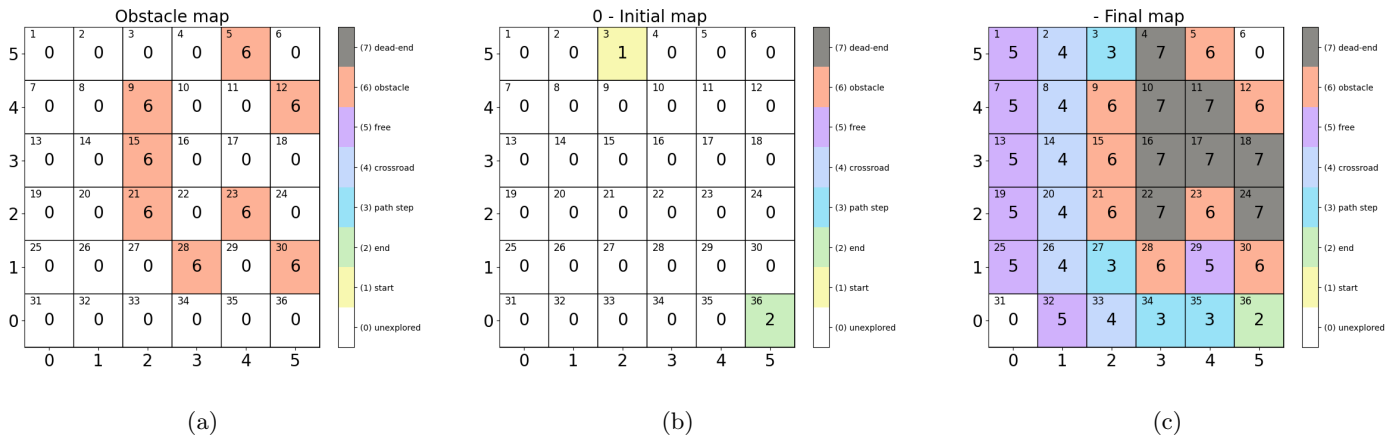 Obstacle map
1 2 3 4 5 6
5 0 0 0 0 6 0
7 8 9 10 11 12
4 0 0 6 0 0 6
13 14 15 16 17 18
3 0 0 6 0 0 0
19 20 21 22 23 24
2 0 0 6 0 6 0
25 26 27 28 29 30
1 0 0 0 6 0 6
31 32 33 34 35 36
0 0 0 0 0 0 0
0 1 2 3 4 5
(7) dead-end
(6) obstacle
(5) free
(4) crossroad
(3) path step
(2) end
(1) start
(0) unexplored
(a)
0 - Initial map
1 2 3 4 5 6
5 0 0 1 0 0 0
7 8 9 10 11 12
4 0 0 0 0 0 0
13 14 15 16 17 18
3 0 0 0 0 0 0
19 20 21 22 23 24
2 0 0 0 0 0 0
25 26 27 28 29 30
1 0 0 0 0 0 0
31 32 33 34 35 36
0 0 0 0 0 0 2
0 1 2 3 4 5
(7) dead-end
(6) obstacle
(5) free
(4) crossroad
(3) path step
(2) end
(1) start
(0) unexplored
(b)
- Final map
1 2 3 4 5 6
5 5 4 3 7 6 0
7 8 9 10 11 12
4 5 4 6 7 7 6
13 14 15 16 17 18
3 5 4 6 7 7 7
19 20 21 22 23 24
2 5 4 6 7 6 7
25 26 27 28 29 30
1 5 4 3 6 5 6
31 32 33 34 35 36
0 0 5 4 3 3 2
0 1 2 3 4 5
(7) dead-end
(6) obstacle
(5) free
(4) crossroad
(3) path step
(2) end
(1) start
(0) unexplored
(c)